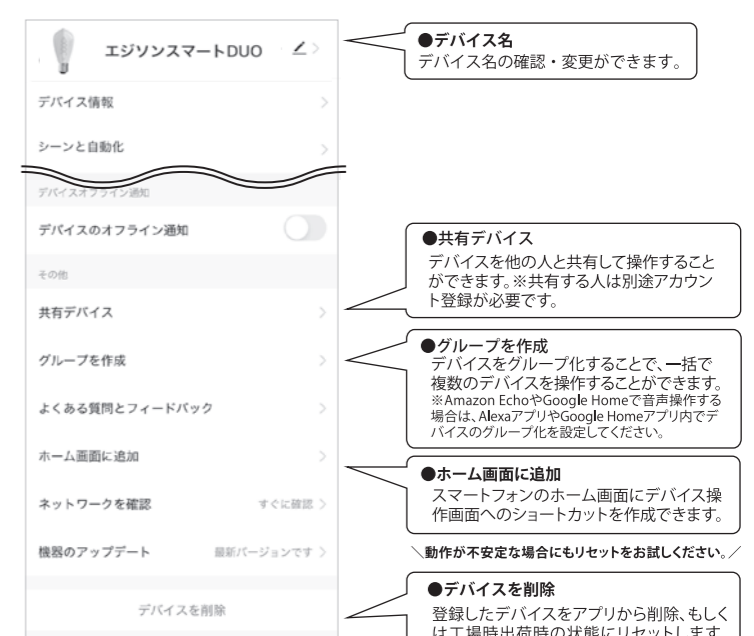 エジソンスマートDUO
デバイス情報
シーンと自動化
デバイスオフライン通知
デバイスのオフライン通知
その他
共有デバイス
グループを作成
よくある質問とフィードバック
ホーム画面に追加
ネットワークを確認 すぐに確認
機器のアップデート 最新バージョンです
デバイスを削除
●デバイス名
デバイス名の確認・変更ができます。
●共有デバイス
デバイスを他の人と共有して操作すること
ができます。※共有する人は別途アカウン
ト登録が必要です。
●グループを作成
デバイスをグループ化することで、一括で
複数のデバイスを操作することができます。
※Amazon EchoやGoogle Homeで音声操作する
場合は、AlexaアプリやGoogle Homeアプリ内でデ
バイスのグループ化を設定してください。
●ホーム画面に追加
スマートフォンのホーム画面にデバイス操
作画面へのショートカットを作成できます。
＼動作が不安定な場合にもリセットをお試しください。／
●デバイスを削除
登録したデバイスをアプリから削除、もしく
は工場時出荷時の状態にリセットします